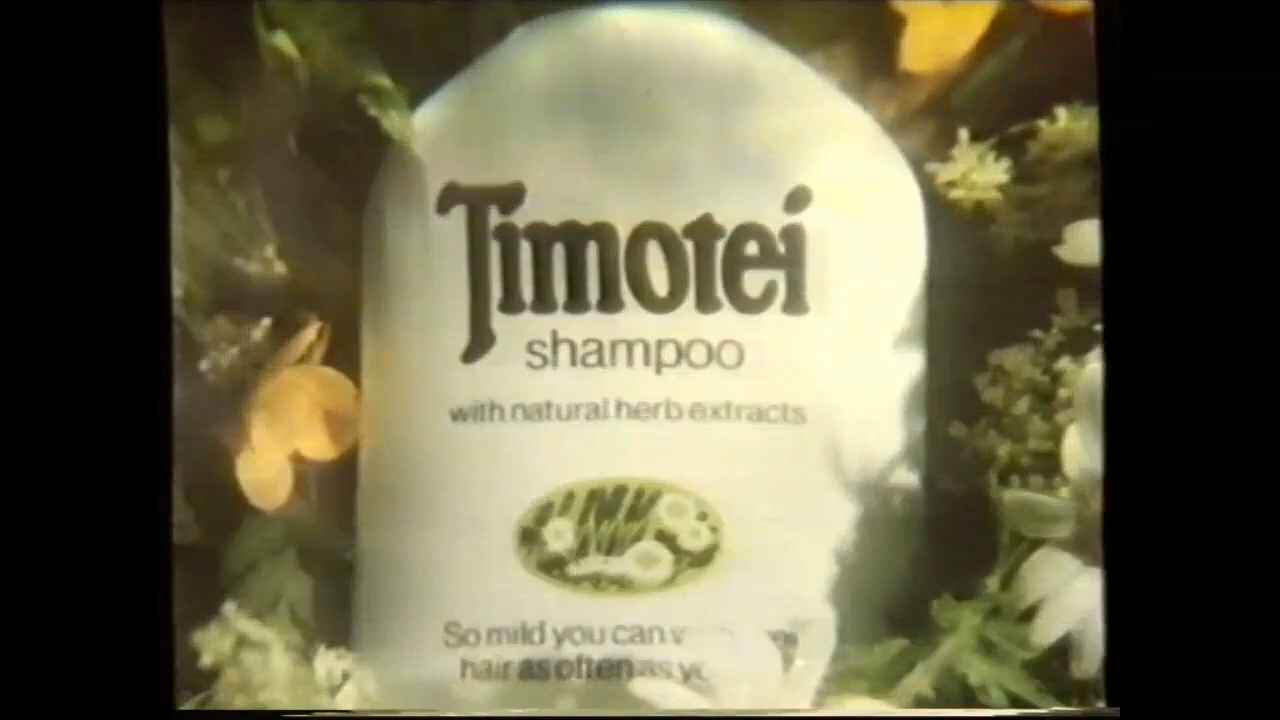 Timotei
shampoo
with natural herb extracts
So mild you can
hair as often as